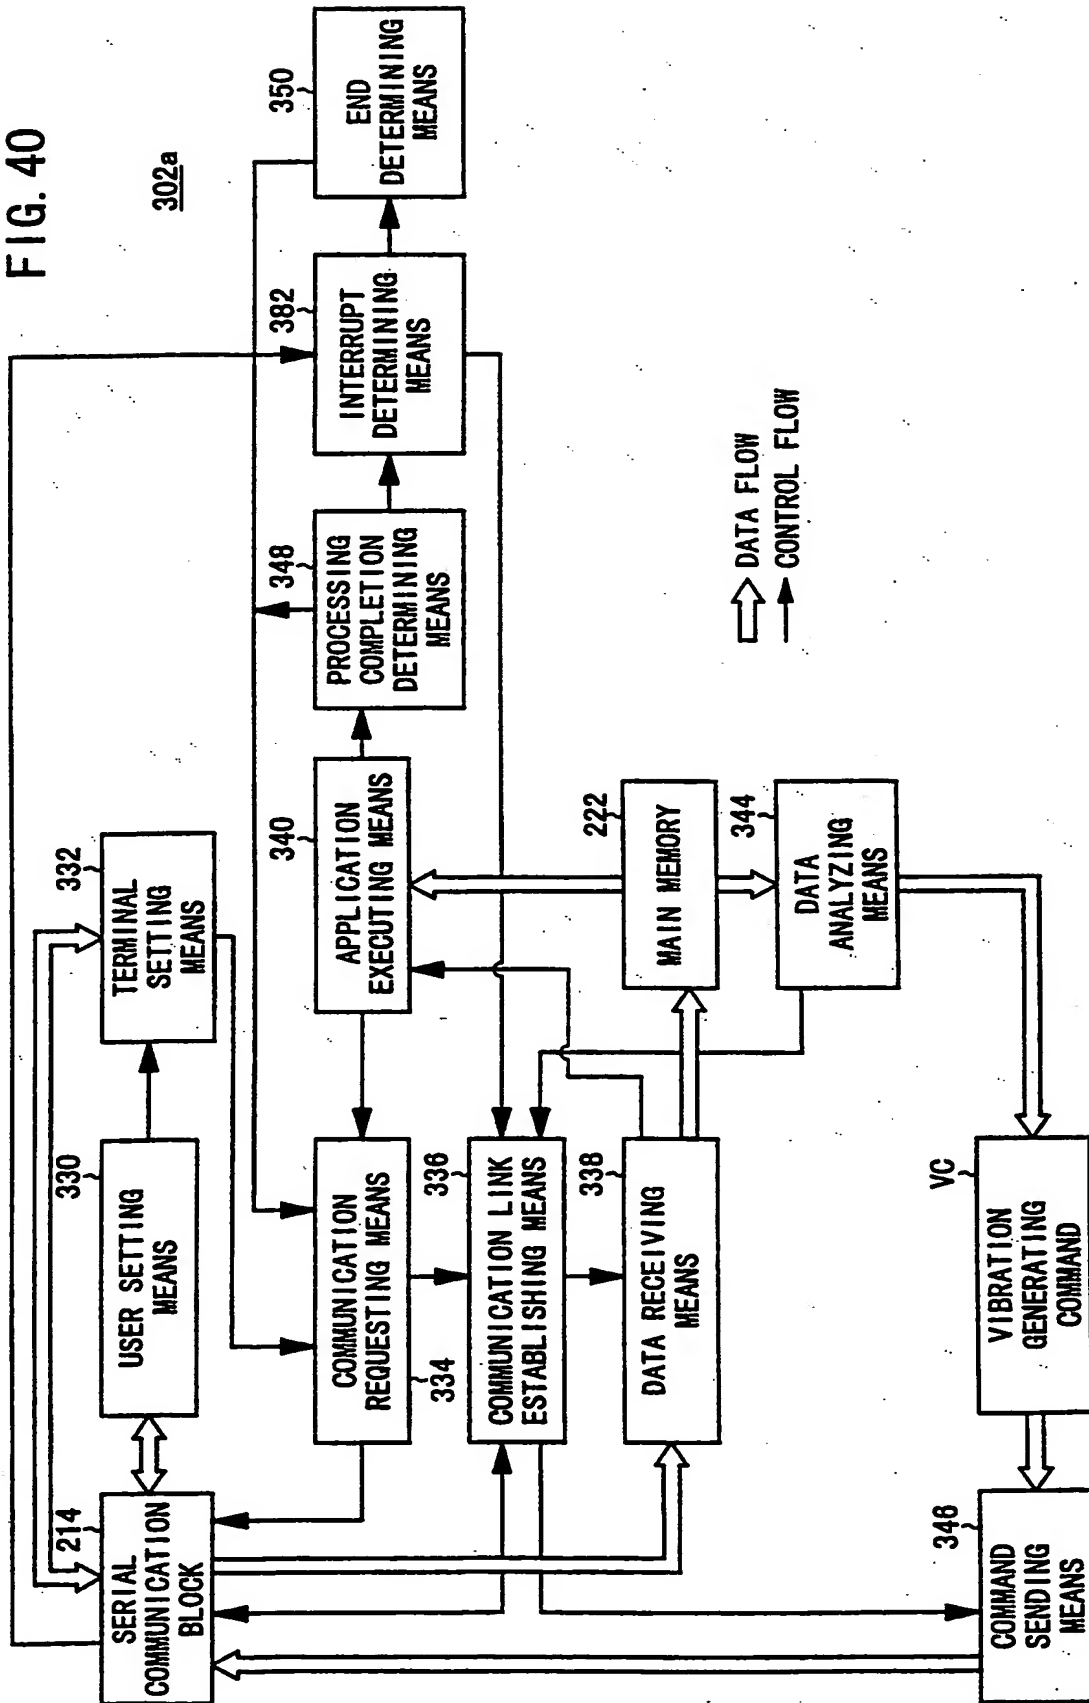 FIG. 40
302a
214
SERIAL
COMMUNICATION
BLOCK
330
USER SETTING
MEANS
332
TERMINAL
SETTING
MEANS
COMMUNICATION
REQUESTING MEANS
334
340
APPLICATION
EXECUTING MEANS
348
PROCESSING
COMPLETION
DETERMINING
MEANS
382
INTERRUPT
DETERMINING
MEANS
350
END
DETERMINING
MEANS
336
COMMUNICATION LINK
ESTABLISHING MEANS
338
DATA RECEIVING
MEANS
222
MAIN MEMORY
344
DATA
ANALYZING
MEANS
DATA FLOW
CONTROL FLOW
346
COMMAND
SENDING
MEANS
VC
VIBRATION
GENERATING
COMMAND